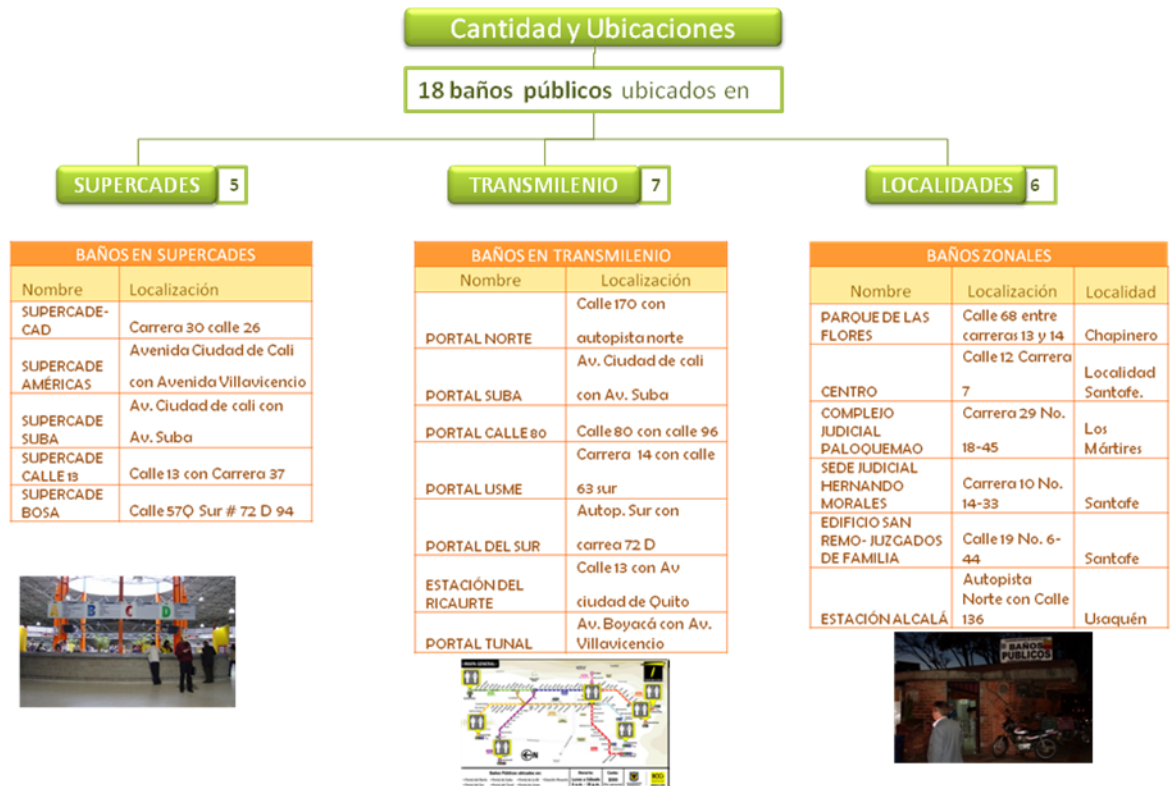 Cantidad y Ubicaciones
18 baños públicos ubicados en
SUPERCADES 5
TRANSMILENIO 7
LOCALIDADES 6
BAÑOS EN SUPERCADES
Nombre Localización
SUPERCADE-
CAD Carrera 30 calle 26
Avenida Ciudad de Cali
SUPERCADE
AMÉRICAS con Avenida Villavicencio
Av. Ciudad de cali con
SUPERCADE
SUBA Av. Suba
SUPERCADE
CALLE 13 Calle 13 con Carrera 37
SUPERCADE
BOSA Calle 57Q Sur # 72 D 94
BAÑOS EN TRANSMILENIO
Nombre Localización
Calle 170 con
PORTAL NORTE autopista norte
Av. Ciudad de cali
PORTAL SUBA con Av. Suba
PORTAL CALLE 80 Calle 80 con calle 96
Carrera 14 con calle
PORTAL USME 63 sur
Autop. Sur con
PORTAL DEL SUR carrea 72 D
Calle 13 con Av
ESTACIÓN DEL
RICAURTE ciudad de Quito
Av. Boyacá con Av.
PORTAL TUNAL Villavicencio
BAÑOS ZONALES
Nombre Localización Localidad
PARQUE DE LAS Calle 68 entre
FLORES carreras 13 y 14 Chapinero
Calle 12 Carrera
Localidad
CENTRO 7 Santafe.
COMPLEJO Carrera 29 No.
JUDICIAL Los
PALOQUEMAO 18-45 Mártires
SEDE JUDICIAL
HERNANDO Carrera 10 No.
MORALES 14-33 Santafe
EDIFICIO SAN
REMO- JUZGADOS Calle 19 No. 6-
DE FAMILIA 44 Santafe
Autopista
Norte con Calle
ESTACIÓN ALCALÁ 136 Usaquén
A B C D
MAPA GENERAL
Baños Públicos ubicados en:
BAÑOS
PUBLICOS